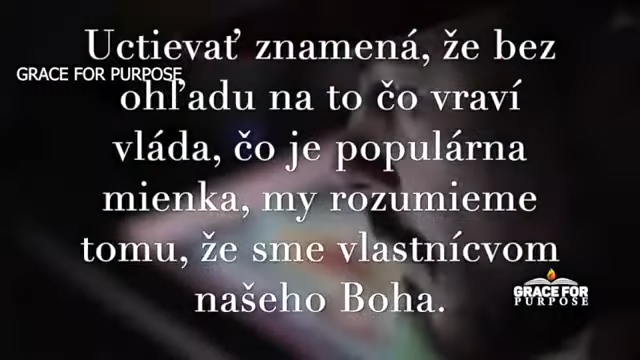 Uctievať znamená, že bez
GRACE FOR PURPOSE
ohľadu na to čo vraví
vláda, čo je populárna
mienka, my rozumieme
tomu, že sme vlastnícvom
našeho Boha.
GRACE FOR
PURPOSE